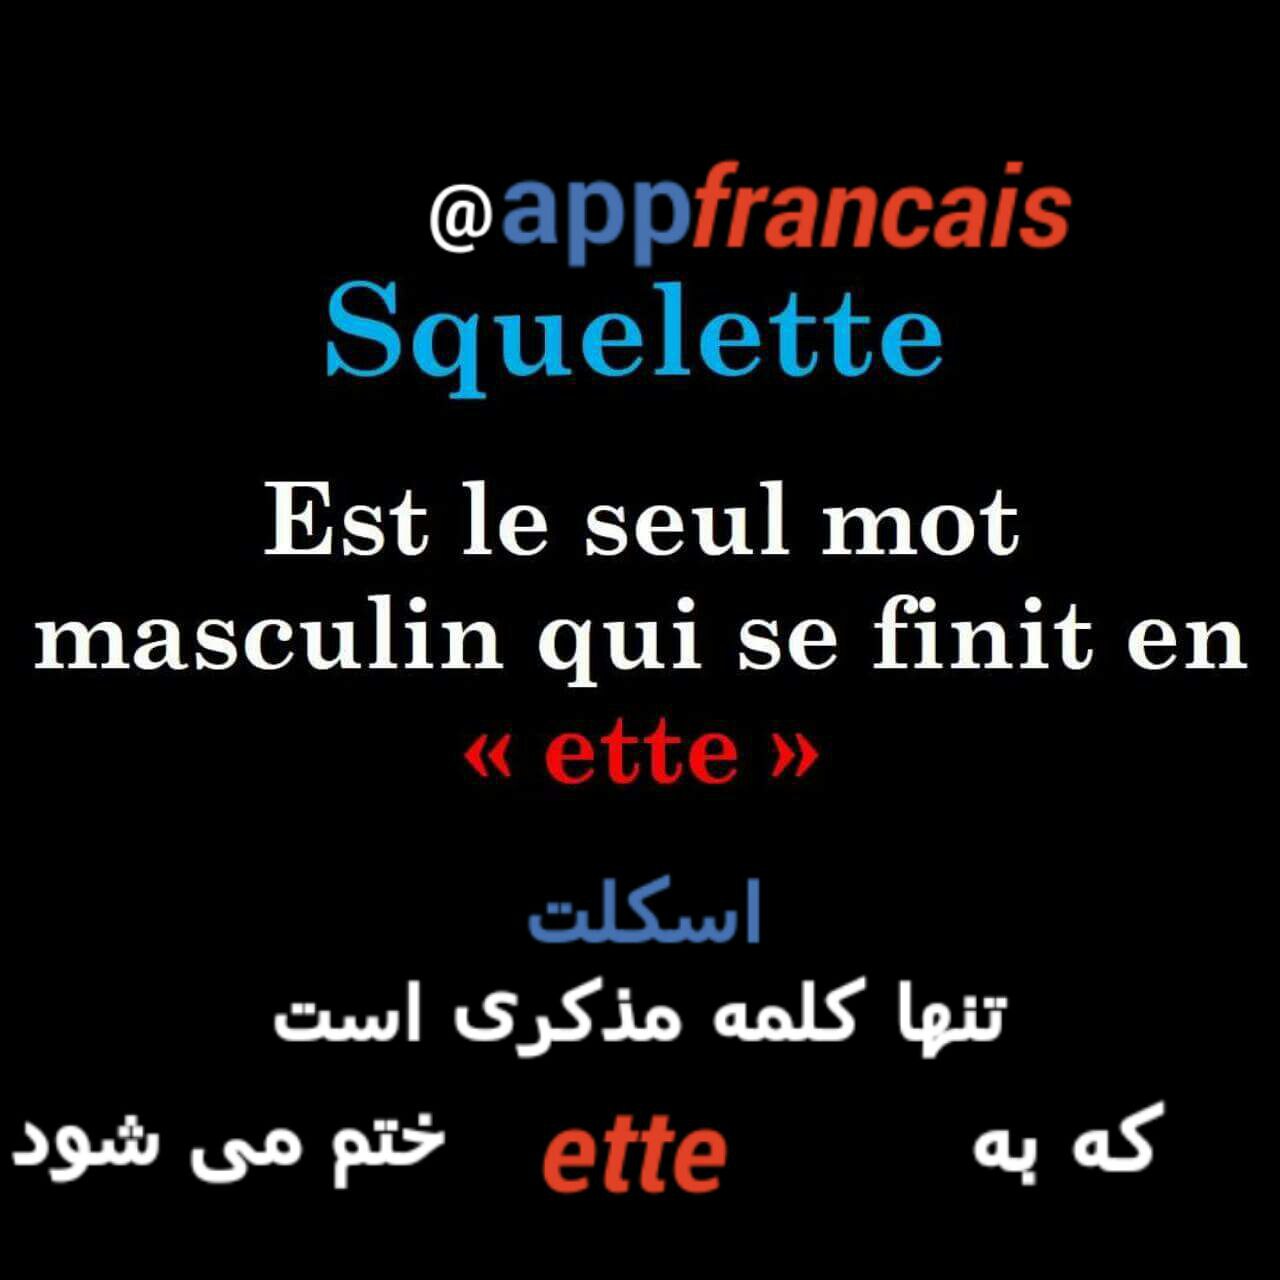 @appfrancais
Squelette
Est le seul mot
masculin qui se finit en
« ette »
اسکلت
تنها کلمه مذکری است
که به ette ختم می شود